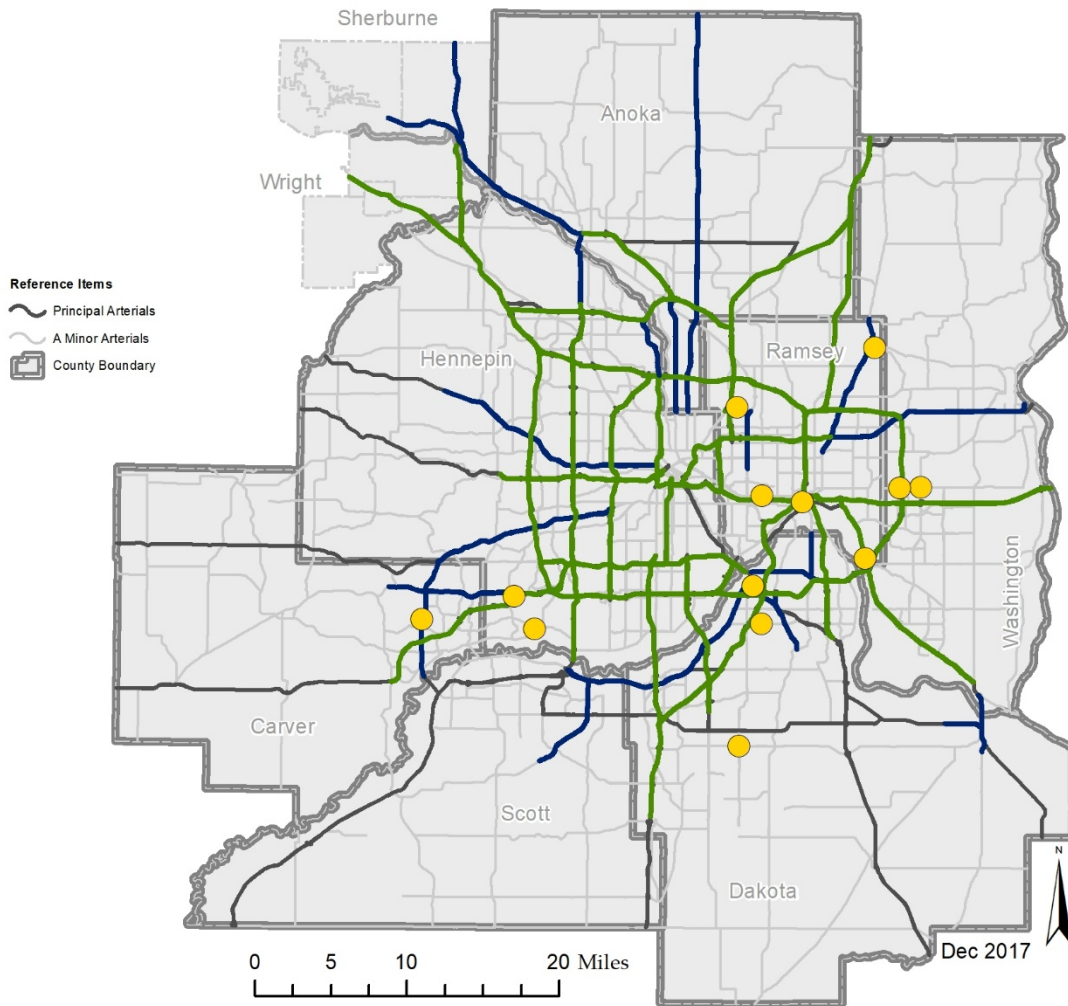 Sherburne
Anoka
Wright
Reference Items
Principal Arterials
A Minor Arterials
County Boundary
Hennepin
Ramsey
Washington
Carver
Scott
Dakota
N
Dec 2017
0 5 10 20 Miles